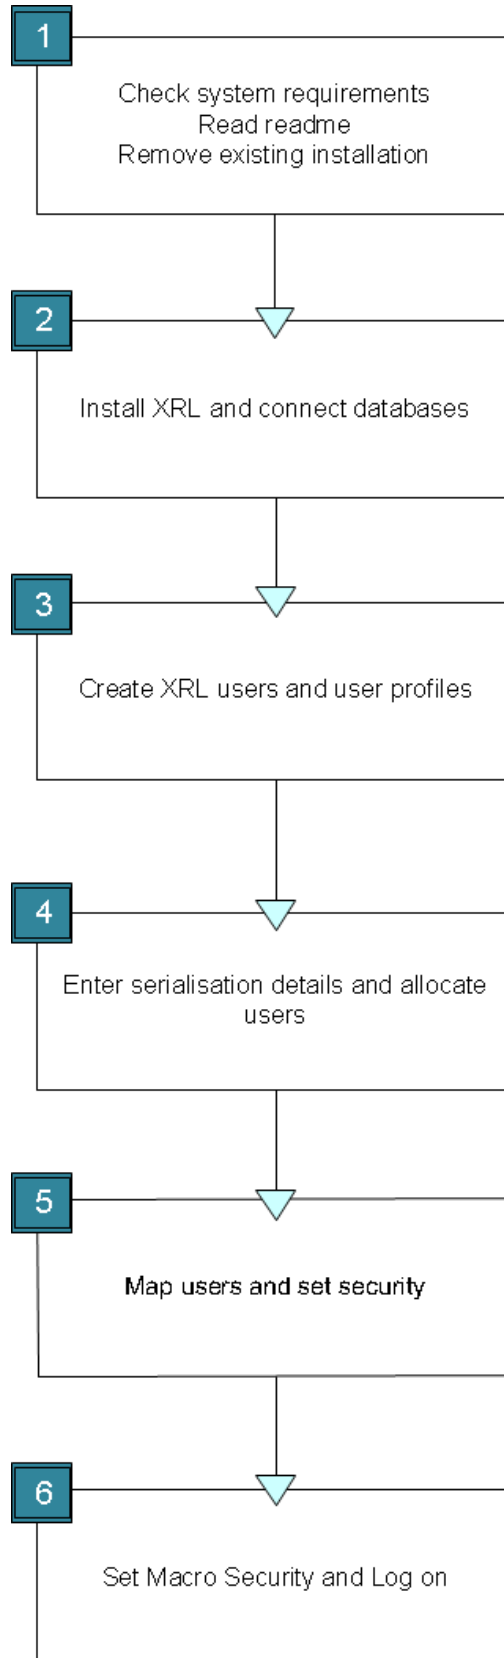 1
Check system requirements
Read readme
Remove existing installation
2
Install XRL and connect databases
3
Create XRL users and user profiles
4
Enter serialisation details and allocate
users
5
Map users and set security
6
Set Macro Security and Log on